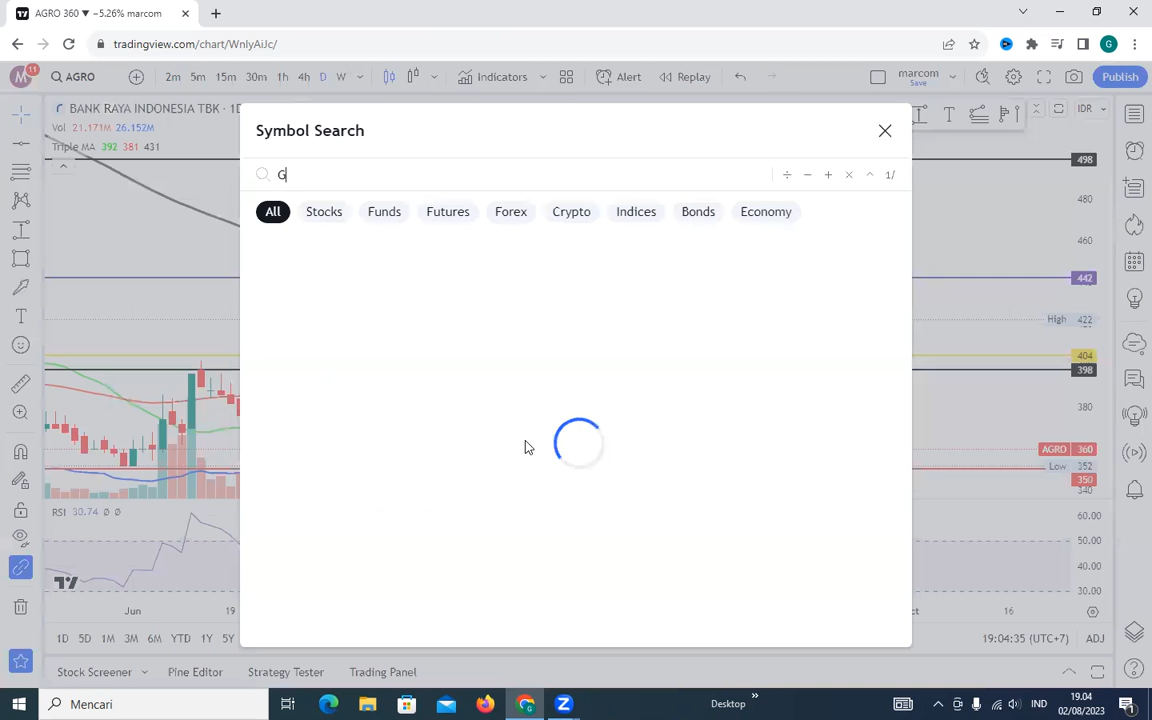 AGRO 360 ▼ −5.26% marcom
tradingview.com/chart/WnIyAiJc/
M 11 AGRO 2m 5m 15m 30m 1h 4h D W Indicators Alert Replay marcom Save Publish
BANK RAYA INDONESIA TBK · 1D
Vol 21.171M 26.152M
Triple MA 392 381 431
IDR
Symbol Search
G
÷ − + × ^ 1/
All Stocks Funds Futures Forex Crypto Indices Bonds Economy
498
480
460
442
High 422
404
398
380
AGRO 360
Low 352
350
340
RSI 30.74 Ø Ø
60.00
50.00
40.00
30.00
Jun 19 16
1D 5D 1M 3M 6M YTD 1Y 5Y 19:04:35 (UTC+7) ADJ
Stock Screener Pine Editor Strategy Tester Trading Panel
Mencari Desktop » IND 19.04
02/08/2023